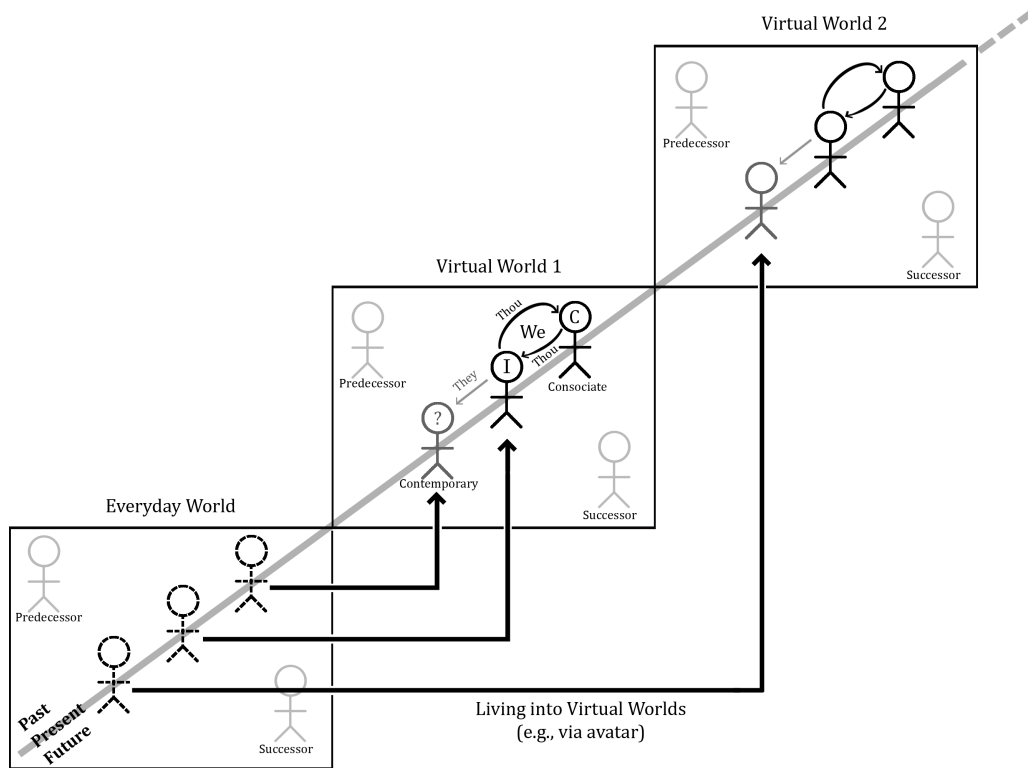 Virtual World 2
Predecessor
Successor
Virtual World 1
Predecessor
Thou
We
C
Thou
I
Consociate
They
?
Contemporary
Successor
Everyday World
Predecessor
Successor
Past
Present
Future
Living into Virtual Worlds
(e.g., via avatar)